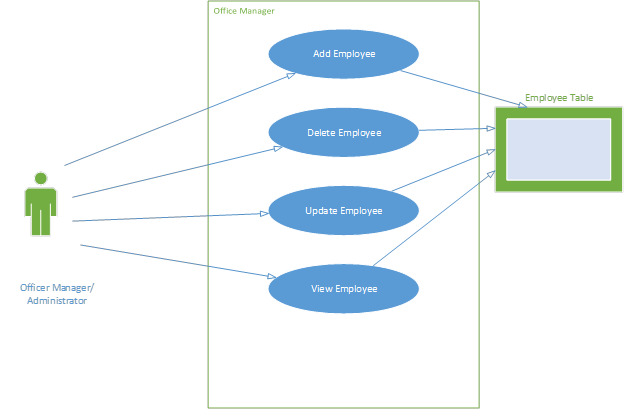 Office Manager
Add Employee
Employee Table
Delete Employee
Update Employee
Officer Manager/
Administrator
View Employee